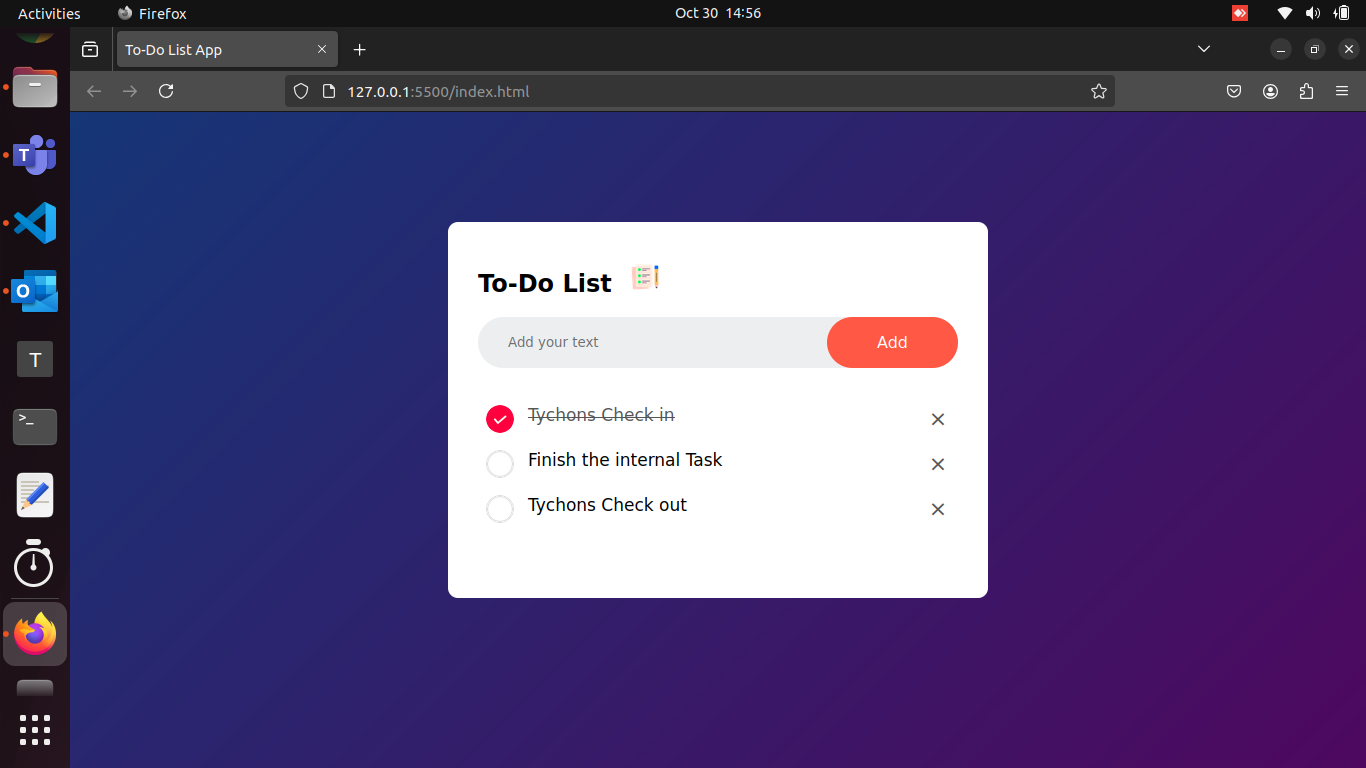 Activities
Firefox
Oct 30 14:56
To-Do List App
127.0.0.1:5500/index.html
T
O
T
>_
To-Do List
Add your text
Add
Tychons Check in
Finish the internal Task
Tychons Check out